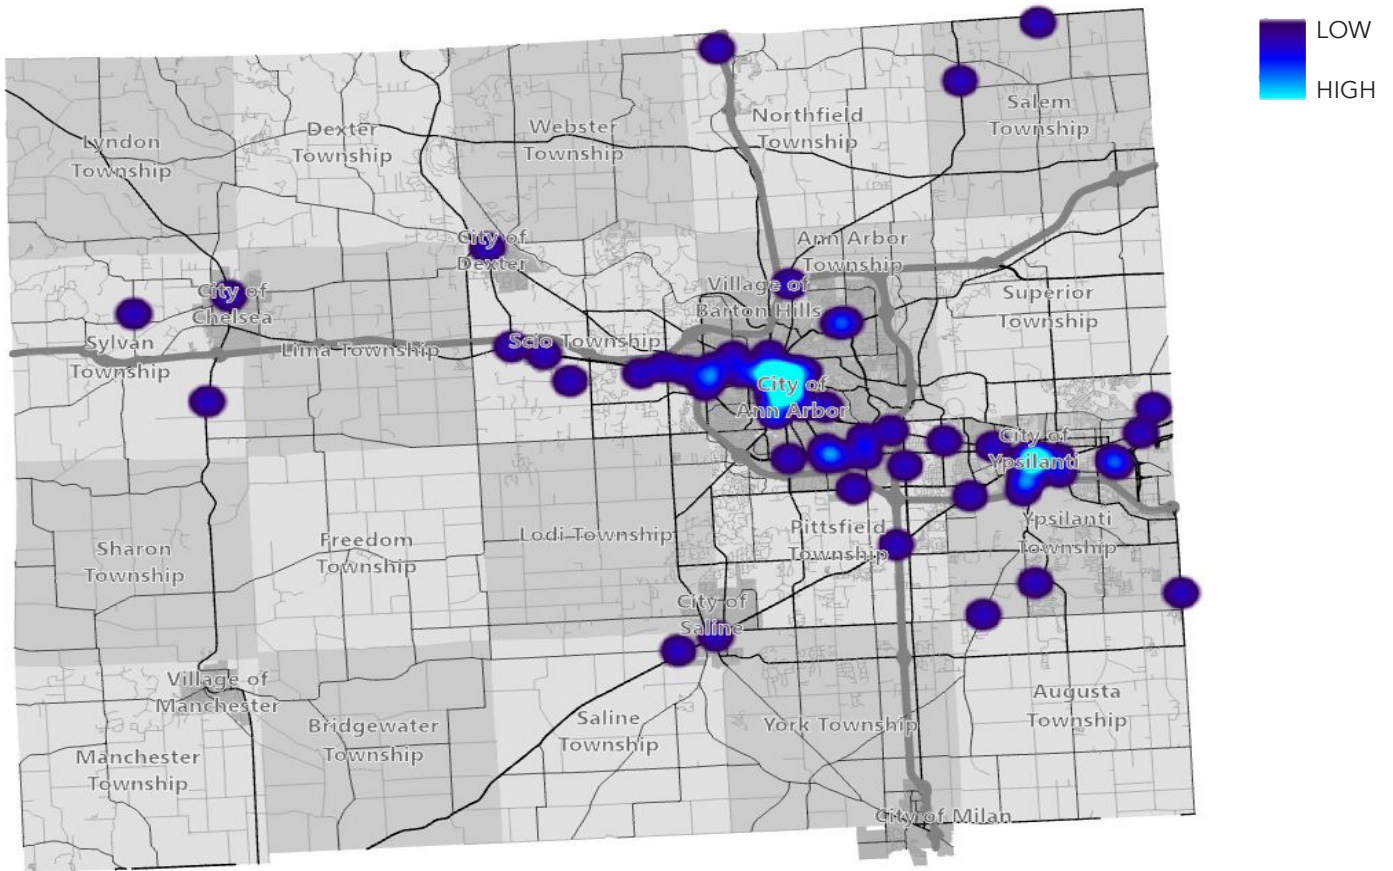 LOW
HIGH
Salem
Township
Northfield
Township
Webster
Township
Dexter
Township
Lyndon
Township
City of
Dexter
Ann Arbor
Township
Village of
Barton Hills
Superior
Township
City of
Chelsea
Sylvan
Township
Lima Township
Scio Township
City of
Ann Arbor
City of
Ypsilanti
Ypsilanti
Township
Pittsfield
Township
Lodi Township
Freedom
Township
Sharon
Township
City of
Saline
Village of
Manchester
Manchester
Township
Bridgewater
Township
Saline
Township
York Township
Augusta
Township
City of Milan